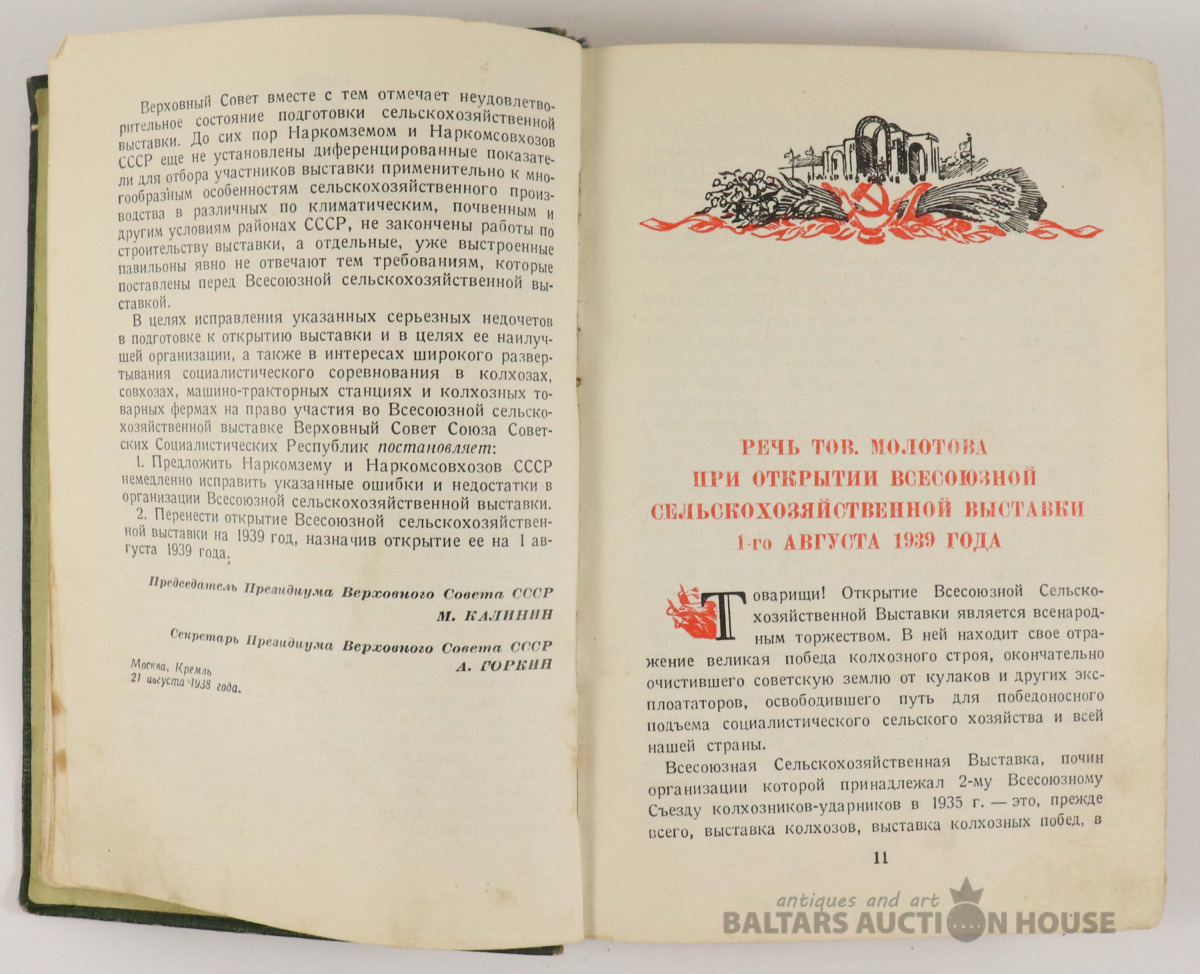 Верховный Совет вместе с тем отмечает неудовлетво-
рительное состояние подготовки сельскохозяйственной
выставки. До сих пор Наркомземом и Наркомсовхозов
СССР еще не установлены диференцированные показате-
ли для отбора участников выставки применительно к мно-
гообразным особенностям сельскохозяйственного произ-
водства в различных по климатическим, почвенным и
другим условиям районах СССР, не закончены работы по
строительству выставки, а отдельные, уже выстроенные
павильоны явно не отвечают тем требованиям, которые
поставлены перед Всесоюзной сельскохозяйственной вы-
ставкой.
В целях исправления указанных серьезных недочетов
в подготовке к открытию выставки и в целях ее наилуч-
шей организации, а также в интересах широкого развер-
тывания социалистического соревнования в колхозах,
совхозах, машино-тракторных станциях и колхозных то-
варных фермах на право участия во Всесоюзной сельско-
хозяйственной выставке Верховный Совет Союза Совет-
ских Социалистических Республик постановляет:
1. Предложить Наркомзему и Наркомсовхозов СССР
немедленно исправить указанные ошибки и недостатки в
организации Всесоюзной сельскохозяйственной выставки.
2. Перенести открытие Всесоюзной сельскохозяйствен-
ной выставки на 1939 год, назначив открытие ее на 1 ав-
густа 1939 года.
Председатель Президиума Верховного Совета СССР
М. КАЛИНИН
Секретарь Президиума Верховного Совета СССР
А. ГОРКИН
Москва, Кремль
21 августа 1938 года.
РЕЧЬ ТОВ. МОЛОТОВА
ПРИ ОТКРЫТИИ ВСЕСОЮЗНОЙ
СЕЛЬСКОХОЗЯЙСТВЕННОЙ ВЫСТАВКИ
1-го АВГУСТА 1939 ГОДА
Товарищи! Открытие Всесоюзной Сельско-
хозяйственной Выставки является всенарод-
ным торжеством. В ней находит свое отра-
жение великая победа колхозного строя, окончательно
очистившего советскую землю от кулаков и других экс-
плоататоров, освободившего путь для победоносного
подъема социалистического сельского хозяйства и всей
нашей страны.
Всесоюзная Сельскохозяйственная Выставка, почин
организации которой принадлежал 2-му Всесоюзному
Съезду колхозников-ударников в 1935 г. — это, прежде
всего, выставка колхозов, выставка колхозных побед, в
11
antiques and art
BALTARS AUCTION HOUSE